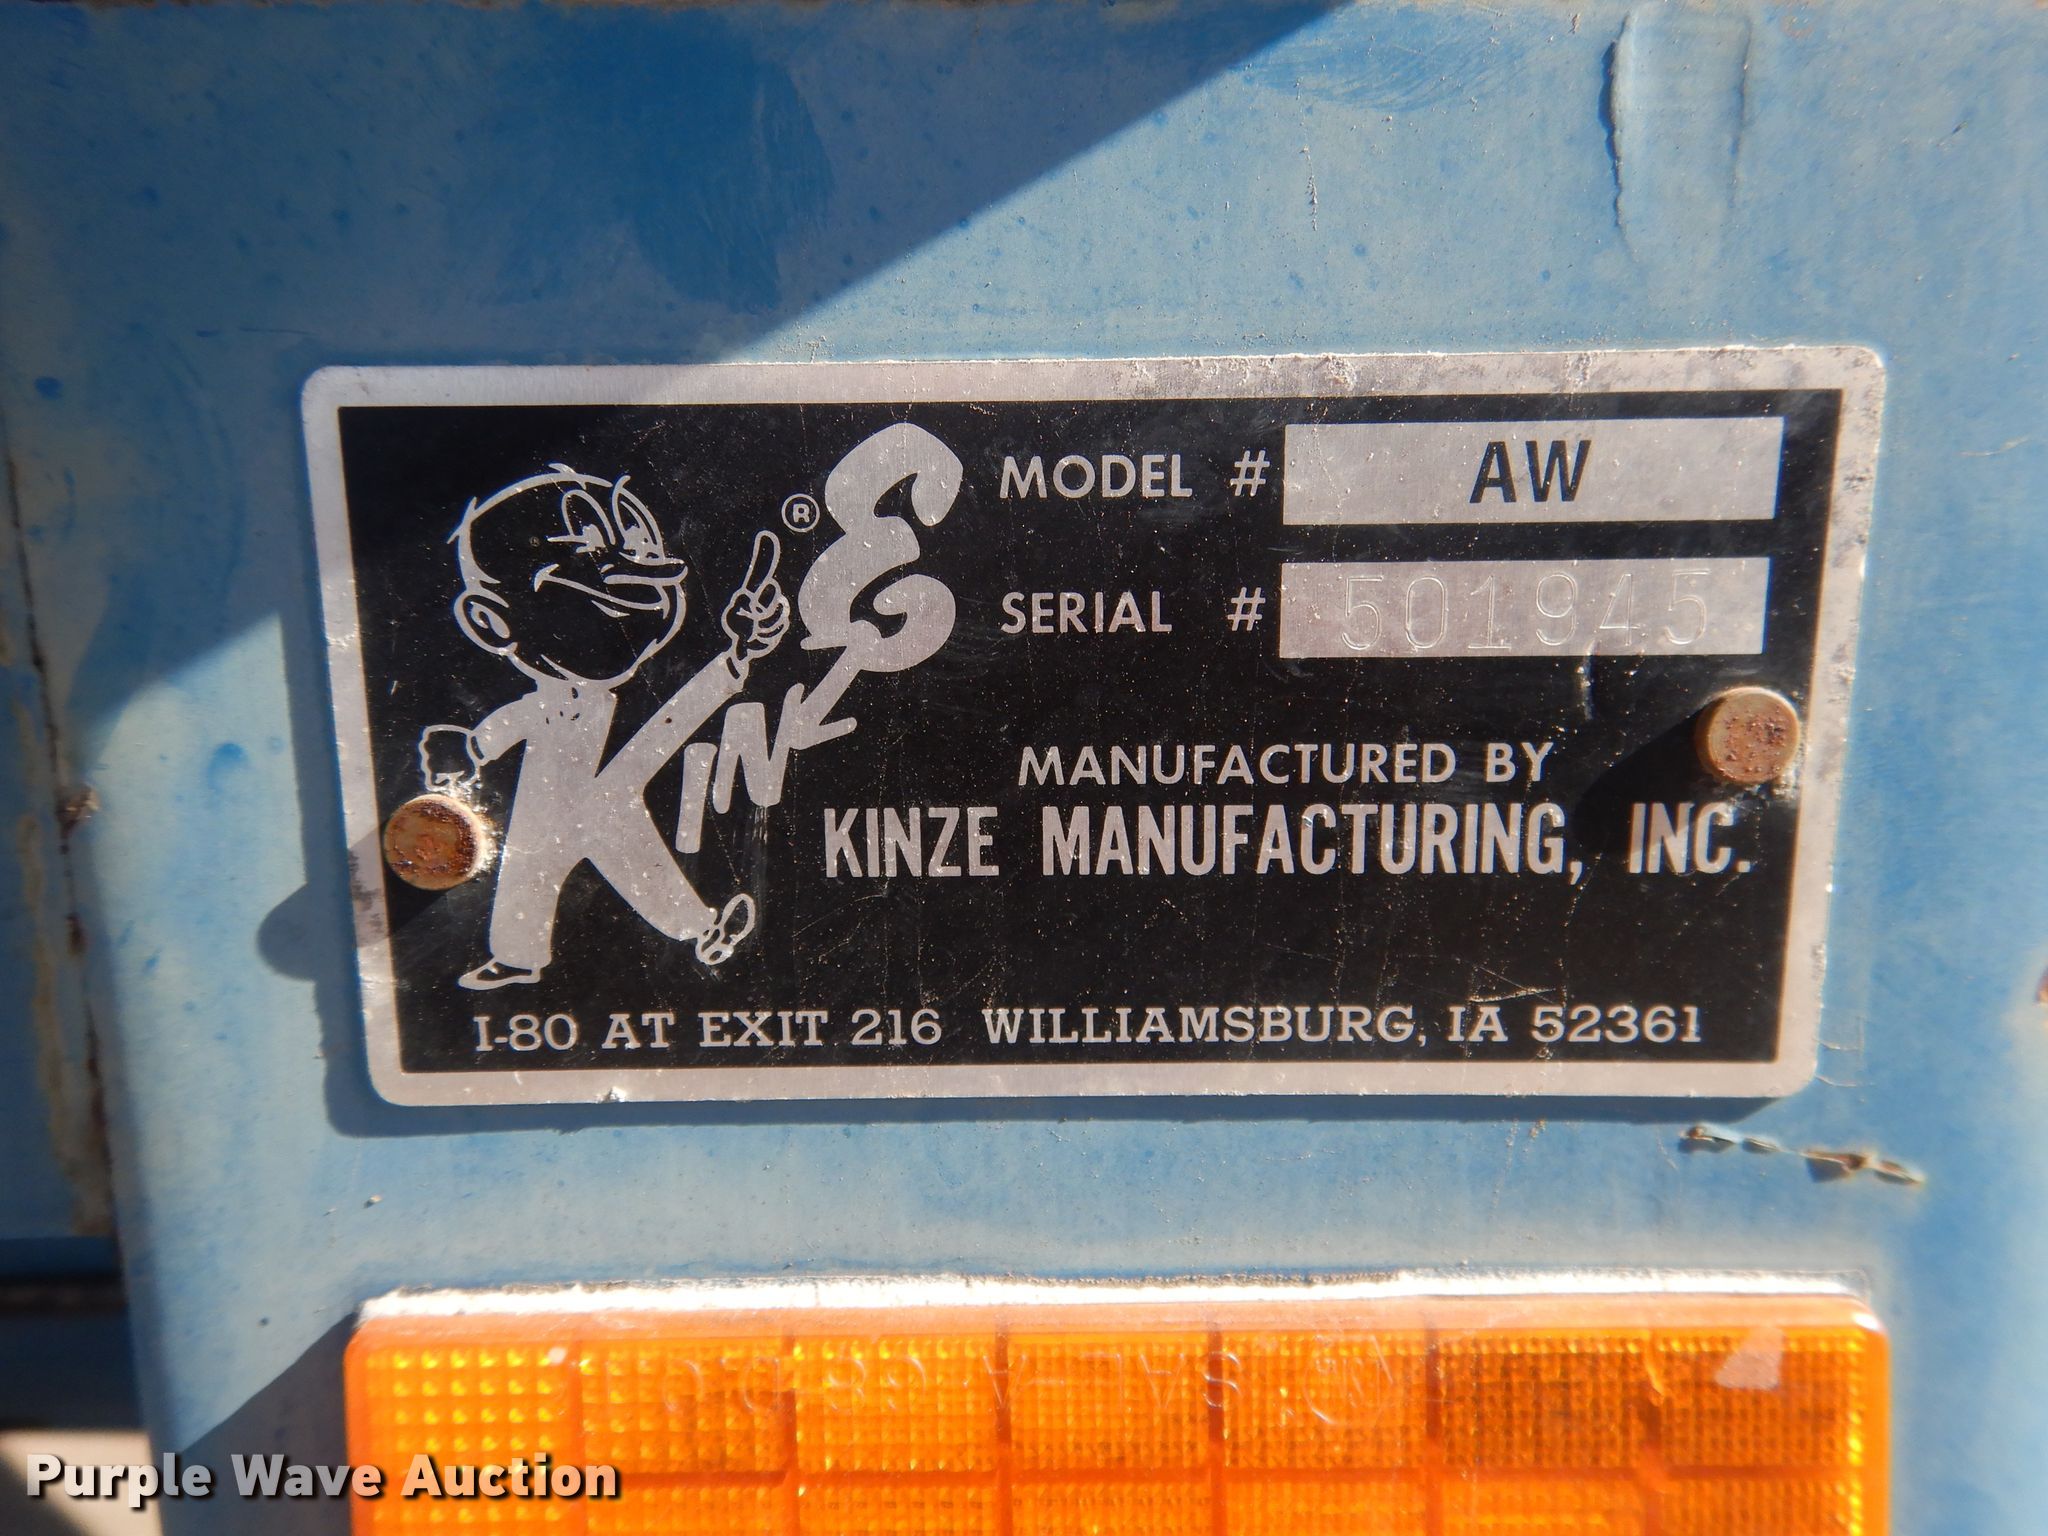 KINZE ®
MODEL # AW
SERIAL # 501945
MANUFACTURED BY
KINZE MANUFACTURING, INC.
I-80 AT EXIT 216 WILLIAMSBURG, IA 52361
Purple Wave Auction